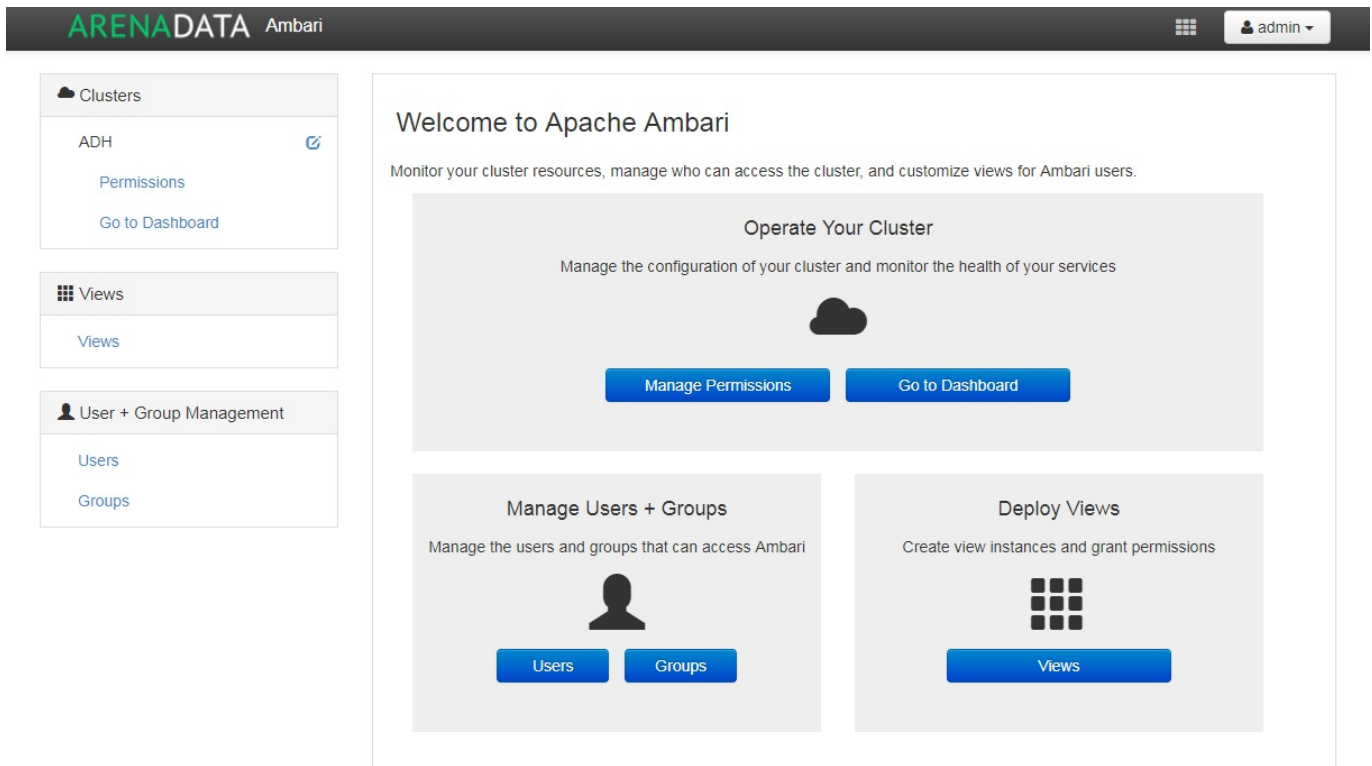 ARENADATA Ambari
admin
Clusters
ADH
Permissions
Go to Dashboard
Views
Views
User + Group Management
Users
Groups
Welcome to Apache Ambari
Monitor your cluster resources, manage who can access the cluster, and customize views for Ambari users.
Operate Your Cluster
Manage the configuration of your cluster and monitor the health of your services
Manage Permissions
Go to Dashboard
Manage Users + Groups
Manage the users and groups that can access Ambari
Users
Groups
Deploy Views
Create view instances and grant permissions
Views